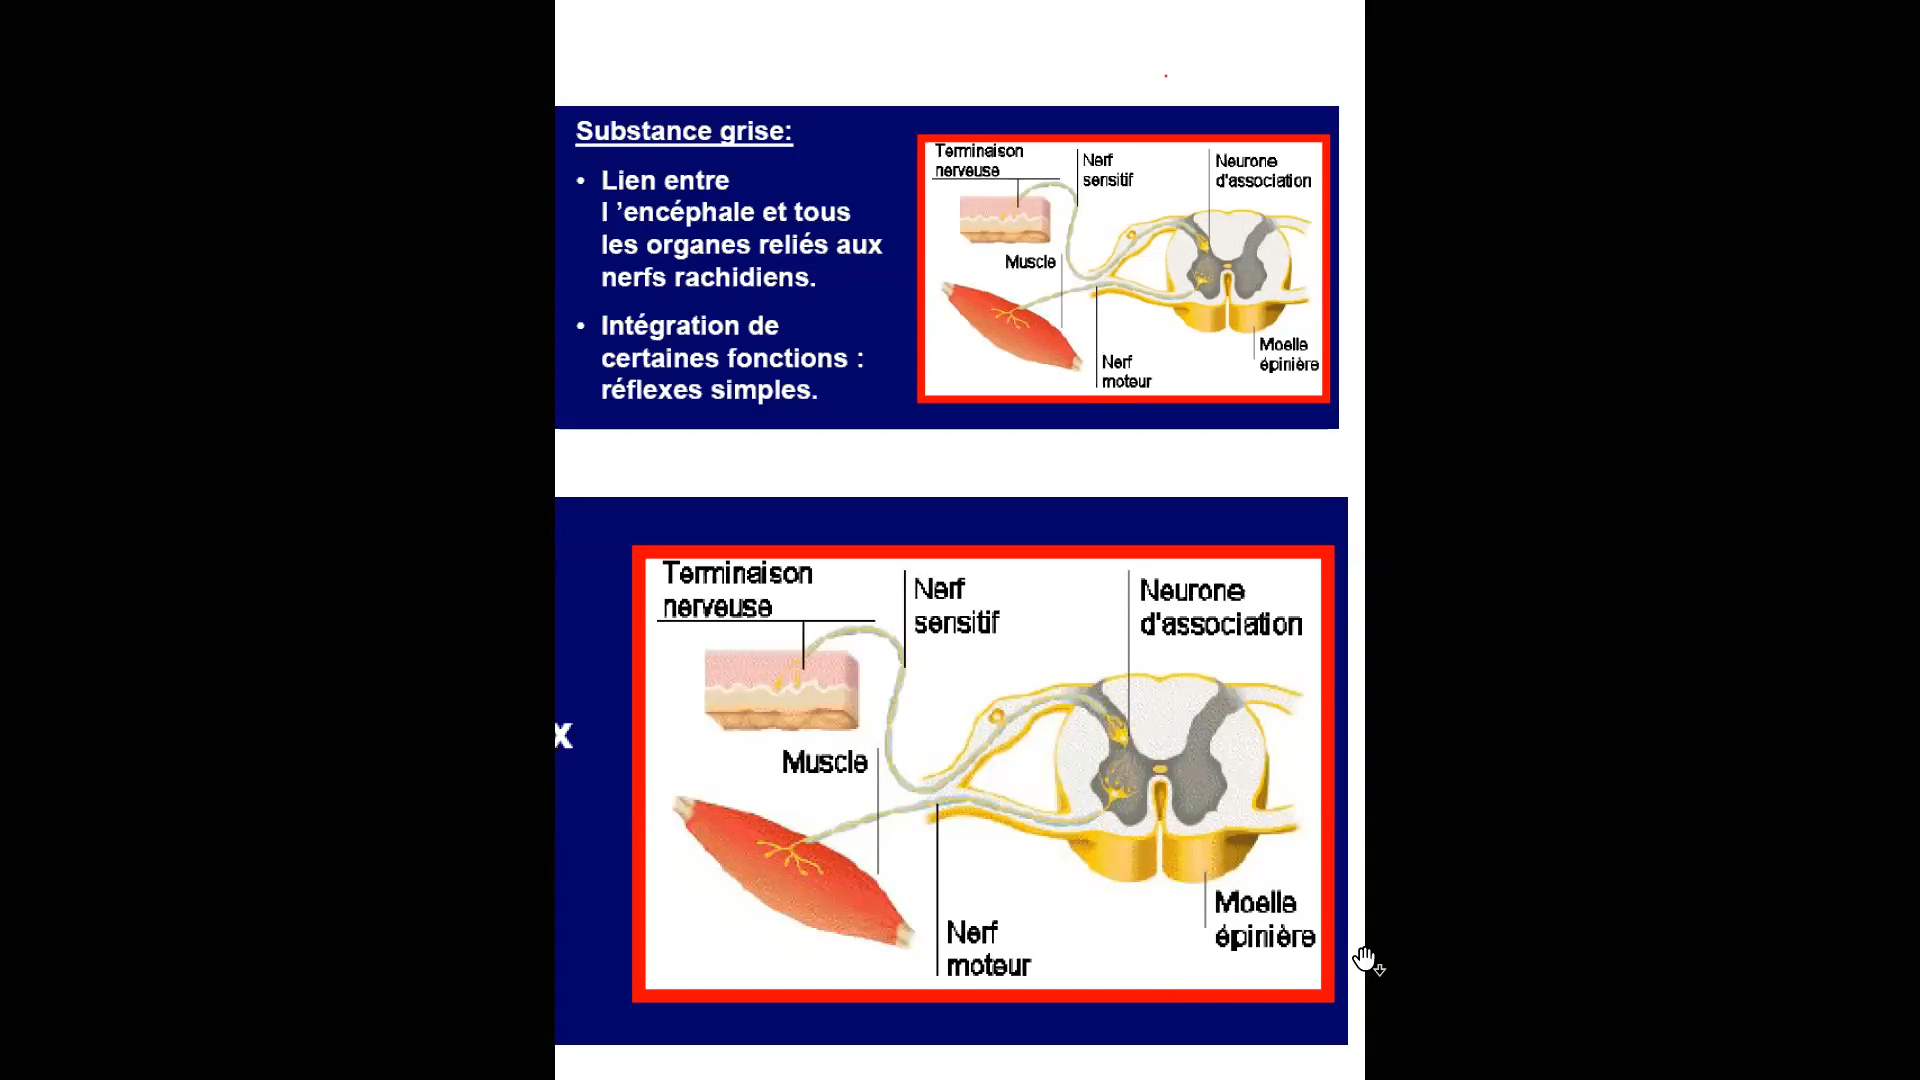 Substance grise:
• Lien entre
l ’encéphale et tous
les organes reliés aux
nerfs rachidiens.
• Intégration de
certaines fonctions :
réflexes simples.
Terminaison
nerveuse
Nerf
sensitif
Neurone
d'association
Muscle
Nerf
moteur
Moelle
épinière
x
Terminaison
nerveuse
Nerf
sensitif
Neurone
d'association
Muscle
Nerf
moteur
Moelle
épinière